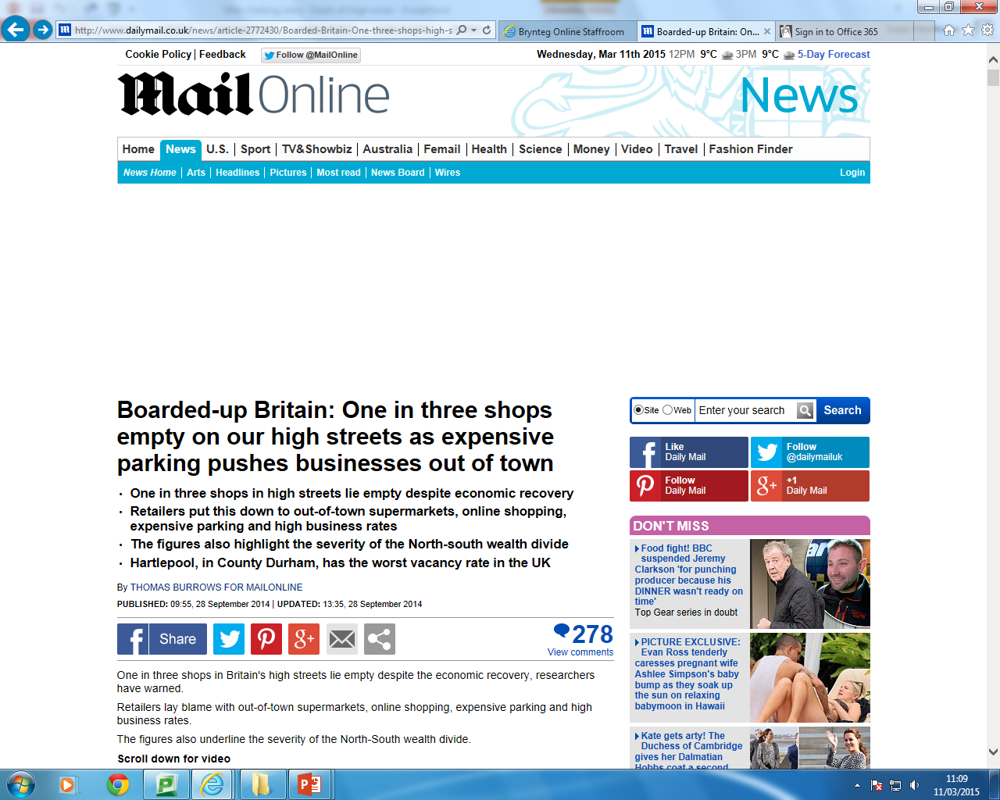 http://www.dailymail.co.uk/news/article-2772430/Boarded-Britain-One-three-shops-high-s
Brynteg Online Staffroom
Boarded-up Britain: On...
Sign in to Office 365
Cookie Policy | Feedback
Follow @MailOnline
Wednesday, Mar 11th 2015 12PM 9°C 3PM 9°C 5-Day Forecast
Mail Online
News
Home News U.S. Sport TV&Showbiz Australia Femail Health Science Money Video Travel Fashion Finder
News Home Arts Headlines Pictures Most read News Board Wires Login
Boarded-up Britain: One in three shops
empty on our high streets as expensive
parking pushes businesses out of town
• One in three shops in high streets lie empty despite economic recovery
• Retailers put this down to out-of-town supermarkets, online shopping,
expensive parking and high business rates
• The figures also highlight the severity of the North-south wealth divide
• Hartlepool, in County Durham, has the worst vacancy rate in the UK
By THOMAS BURROWS FOR MAILONLINE
PUBLISHED: 09:55, 28 September 2014 | UPDATED: 13:35, 28 September 2014
Share
278
View comments
One in three shops in Britain's high streets lie empty despite the economic recovery, researchers
have warned.
Retailers lay blame with out-of-town supermarkets, online shopping, expensive parking and high
business rates.
The figures also underline the severity of the North-South wealth divide.
Scroll down for video
Site Web Enter your search Search
Like
Daily Mail
Follow
@dailymailuk
Follow
Daily Mail
+1
Daily Mail
DON'T MISS
Food fight! BBC
suspended Jeremy
Clarkson 'for punching
producer because his
DINNER wasn't ready on
time'
Top Gear series in doubt
PICTURE EXCLUSIVE:
Evan Ross tenderly
caresses pregnant wife
Ashlee Simpson's baby
bump as they soak up
the sun on relaxing
babymoon in Hawaii
Kate gets arty! The
Duchess of Cambridge
gives her Dalmatian
Hobbs coat a second
11:09
11/03/2015